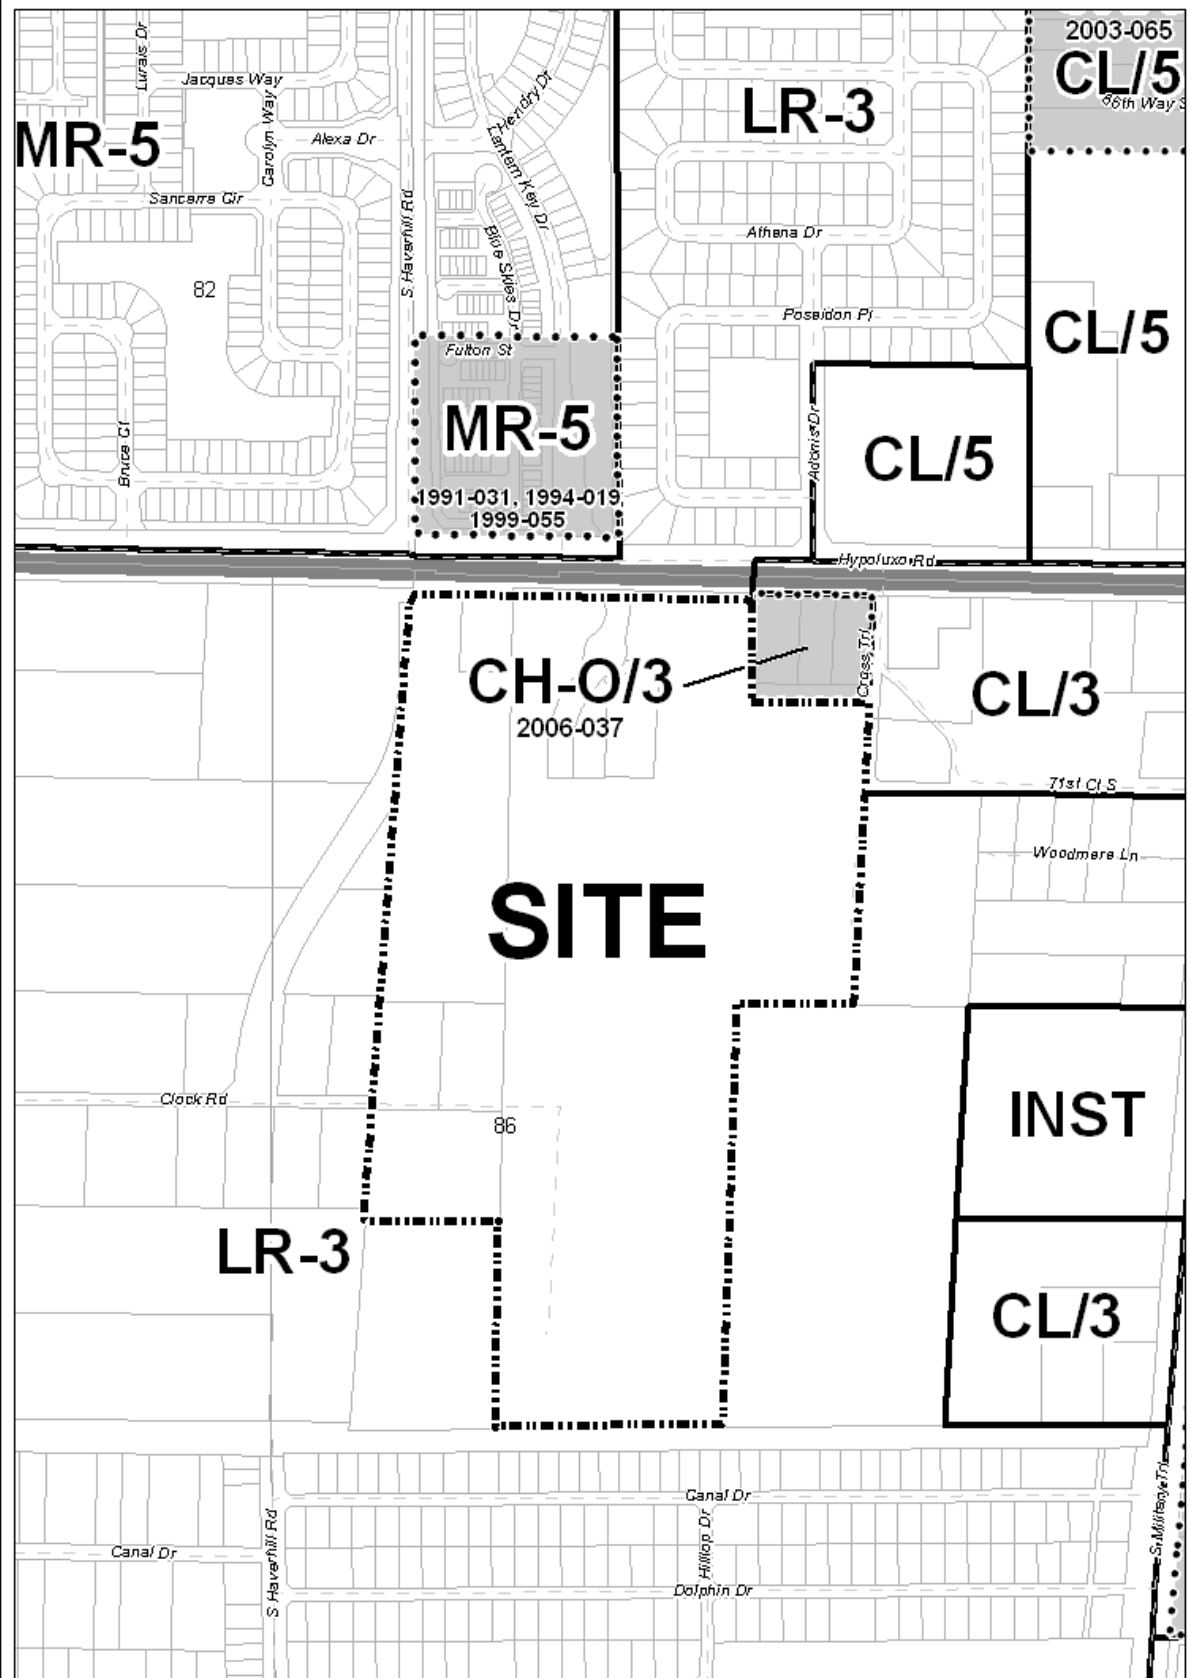 2003-065
CL/5
66th Way S
Lurais Dr
Jacques Way
Hendry Dr
LR-3
Carolyn Way
Alexa Dr
MR-5
Lantern Key Dr
Sancerre Cir
S Haverhill Rd
Athena Dr
Blue Skies Dr
82
Poseidon Pl
CL/5
Fulton St
MR-5
Bruce Ct
Adonis Dr
CL/5
1991-031, 1994-019
1999-055
Hypoluxo Rd
CH-O/3
2006-037
Cross Trl
CL/3
71st Ct S
Woodmere Ln
SITE
Clock Rd
INST
86
LR-3
CL/3
Canal Dr
S Military Trl
Hilltop Dr
S Haverhill Rd
Canal Dr
Dolphin Dr